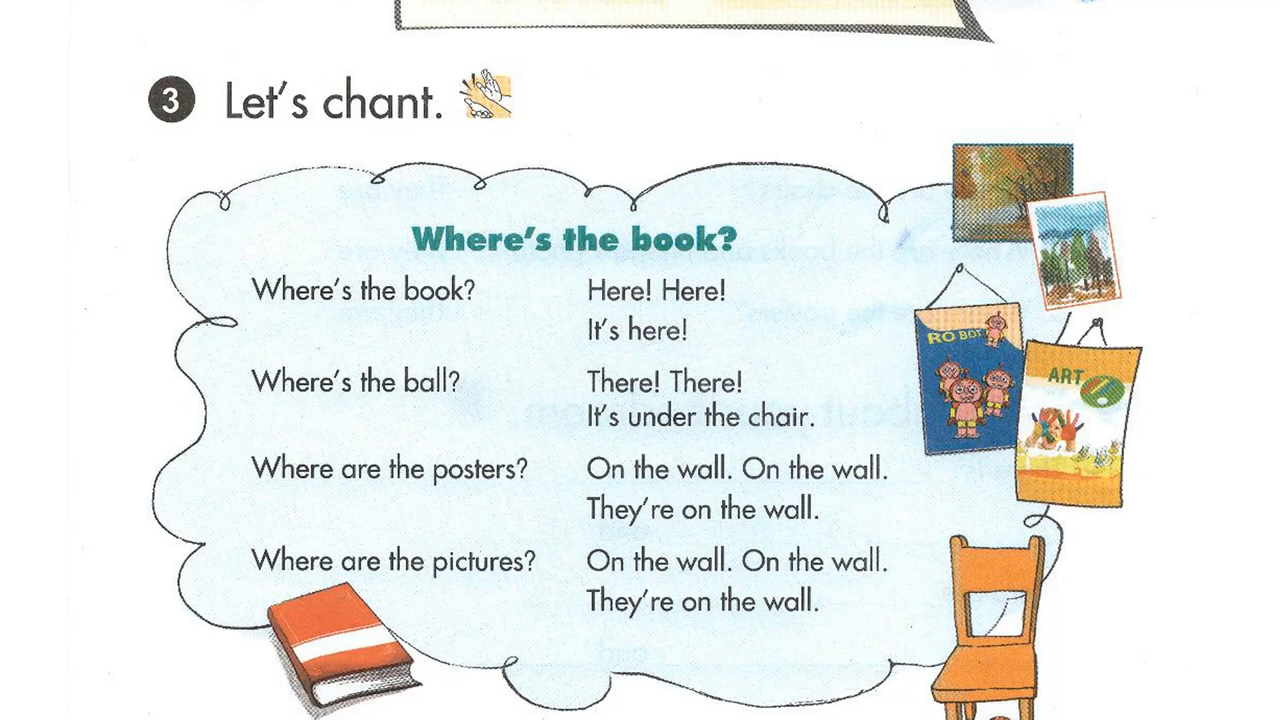 3 Let's chant.
Where's the book?
Where's the book? Here! Here!
It's here!
Where's the ball? There! There!
It's under the chair.
Where are the posters? On the wall. On the wall.
They're on the wall.
Where are the pictures? On the wall. On the wall.
They're on the wall.
ROBOT
ART